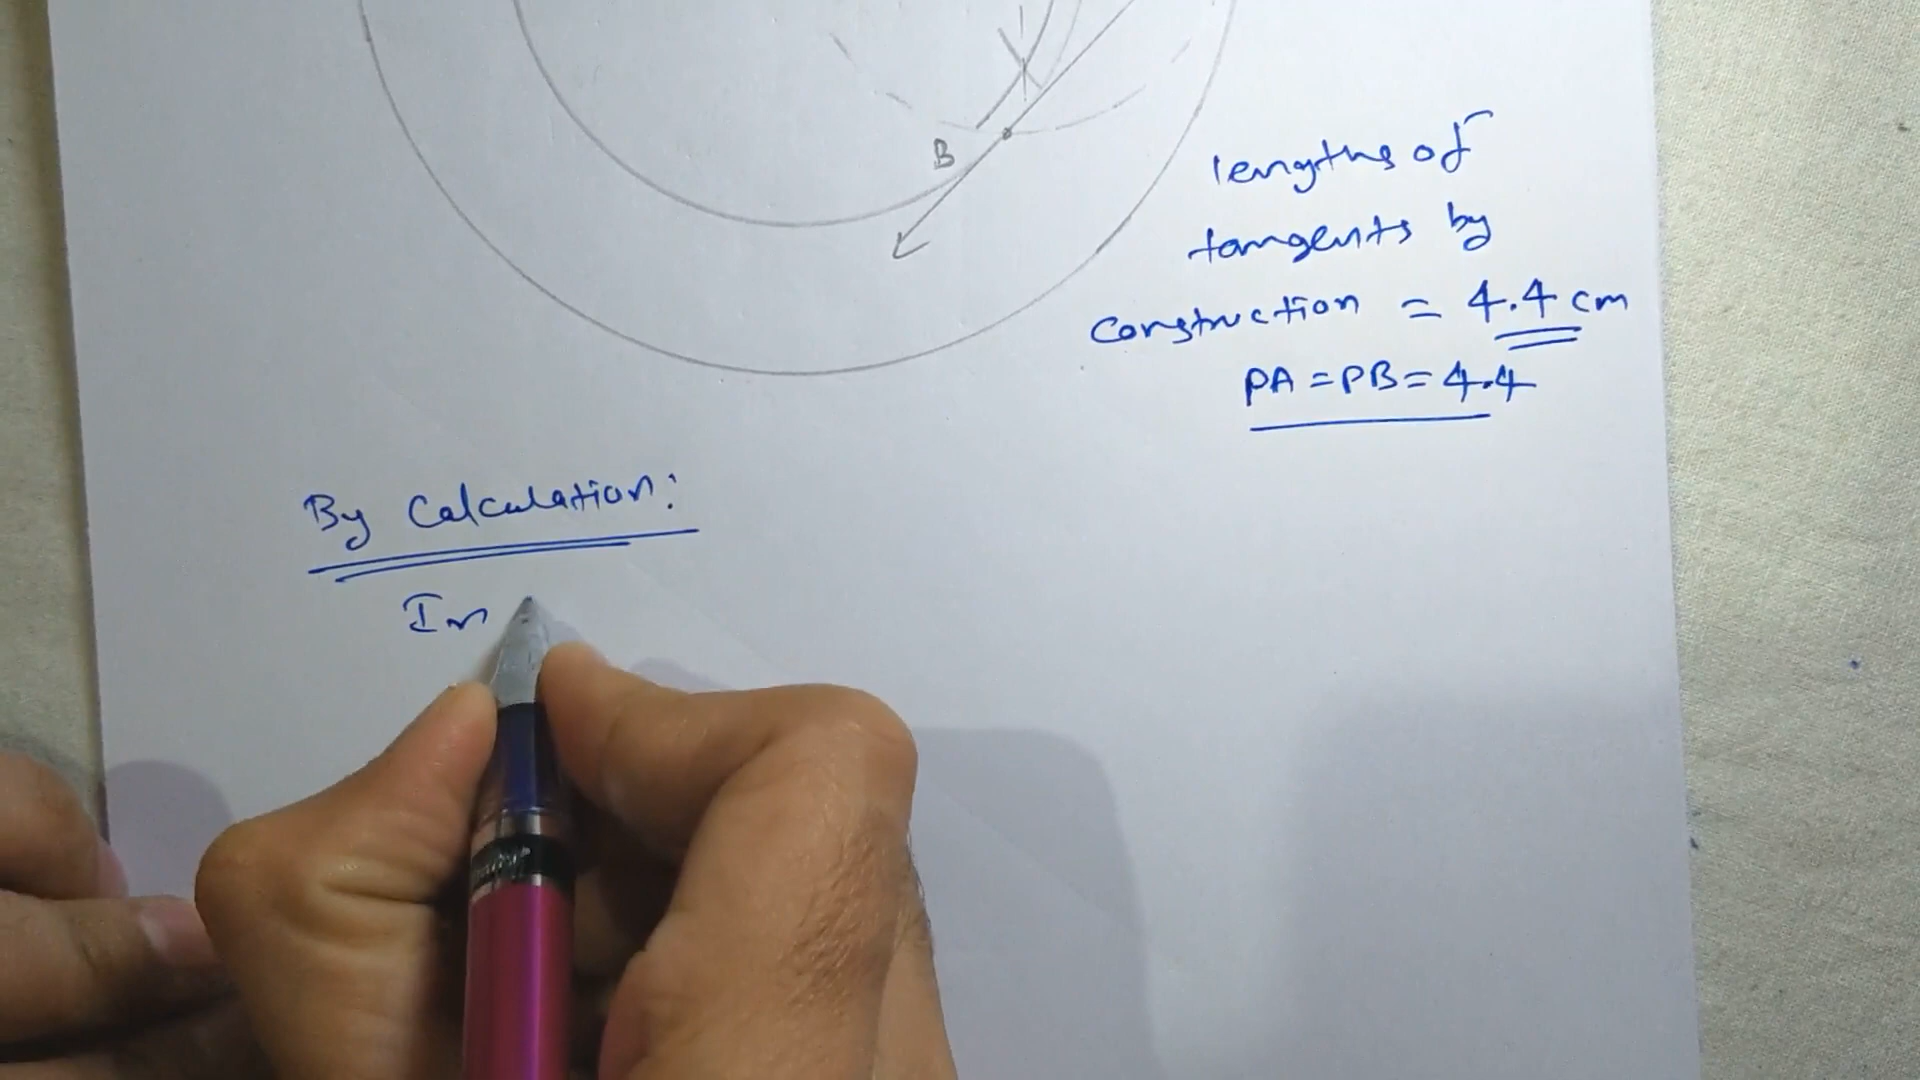 B
lengths of
tangents by
Construction = 4.4 cm
PA = PB = 4.4
By Calculation:
In